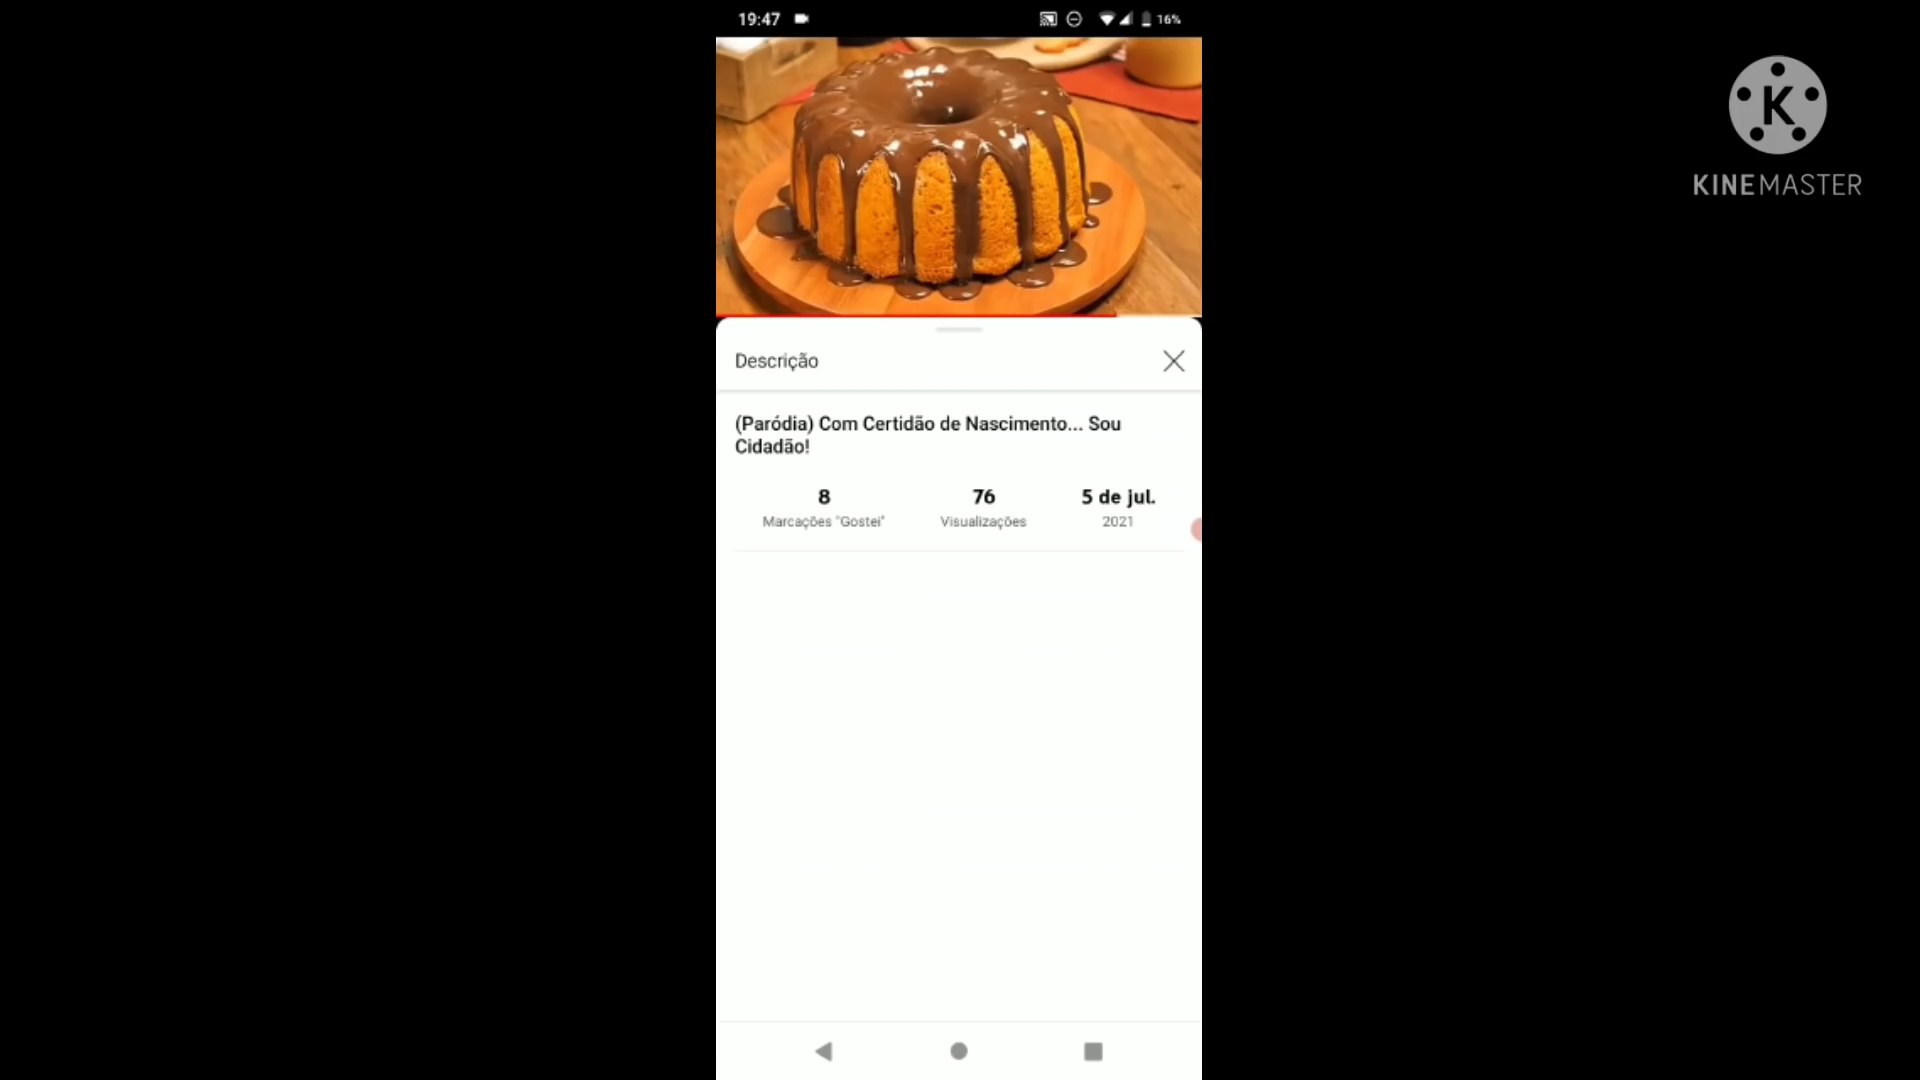 19:47
16%
KINEMASTER
Descrição
(Paródia) Com Certidão de Nascimento... Sou
Cidadão!
8
76
5 de jul.
Marcações "Gostei"
Visualizações
2021